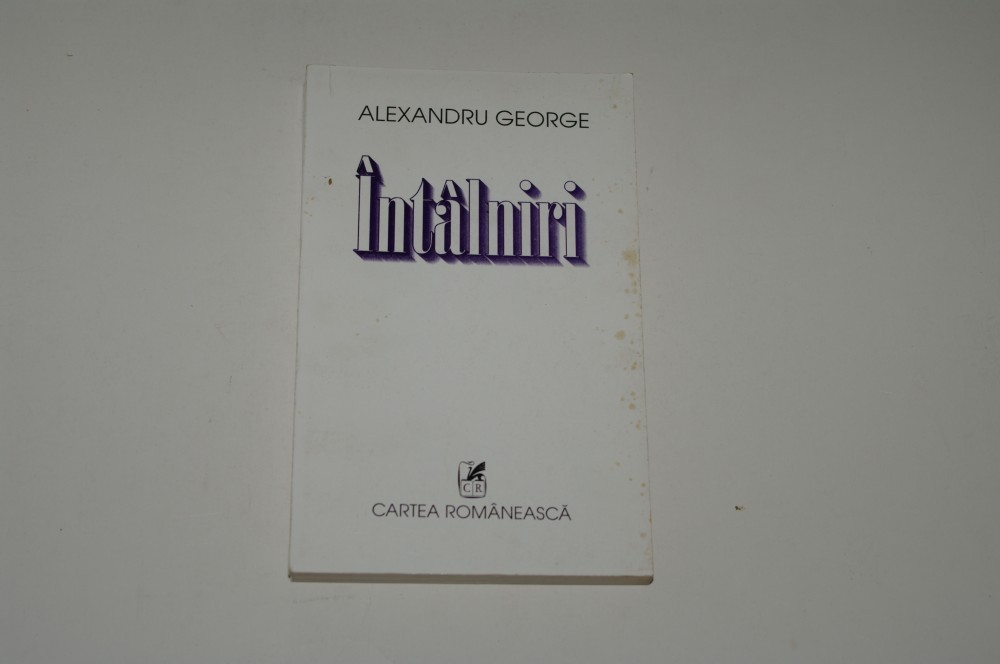 ALEXANDRU GEORGE
Întâlniri
CR
CARTEA ROMÂNEASCĂ